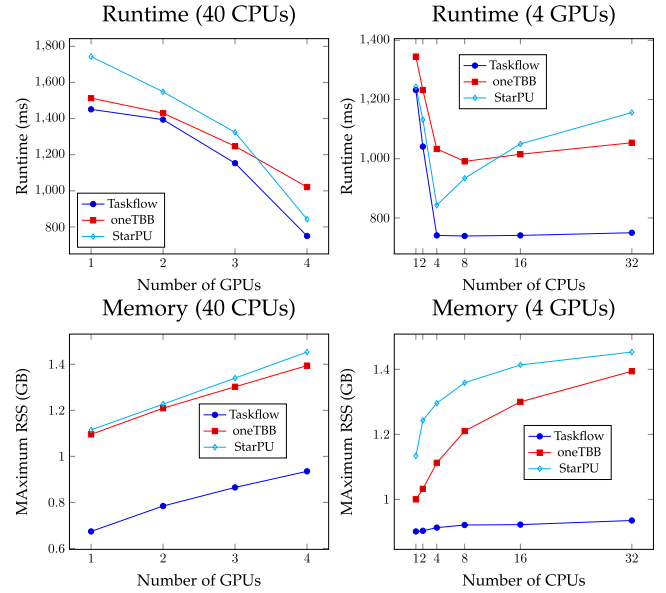 Runtime (40 CPUs)
1,800
1,600
1,400
1,200
1,000
800
Runtime (ms)
Taskflow
oneTBB
StarPU
1 2 3 4
Number of GPUs
Runtime (4 GPUs)
1,400
1,200
1,000
800
Runtime (ms)
Taskflow
oneTBB
StarPU
1 2 4 8 16 32
Number of CPUs
Memory (40 CPUs)
1.4
1.2
1
0.8
0.6
MAximum RSS (GB)
Taskflow
oneTBB
StarPU
1 2 3 4
Number of GPUs
Memory (4 GPUs)
1.4
1.2
1
MAximum RSS (GB)
Taskflow
oneTBB
StarPU
1 2 4 8 16 32
Number of CPUs